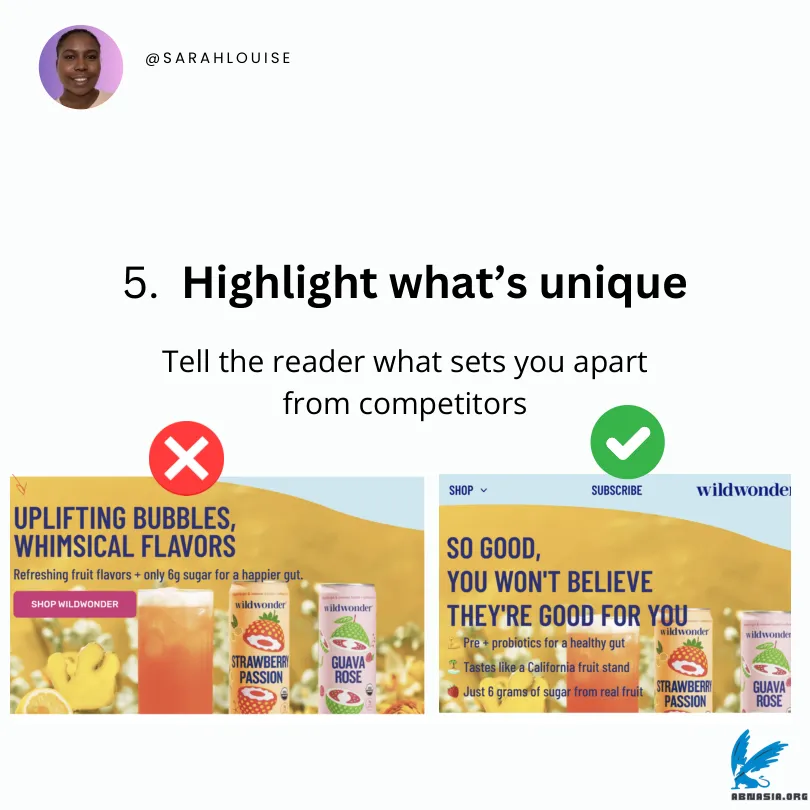 @SARAHLOUISE
5. Highlight what's unique
Tell the reader what sets you apart
from competitors
UPLIFTING BUBBLES,
WHIMSICAL FLAVORS
Refreshing fruit flavors + only 6g sugar for a happier gut.
SHOP WILDWONDER
wildwonder
STRAWBERRY
PASSION
wildwonder
GUAVA
ROSE
SHOP
SUBSCRIBE
wildwonder
SO GOOD,
YOU WON'T BELIEVE
THEY'RE GOOD FOR YOU
Pre + probiotics for a healthy gut
Tastes like a California fruit stand
Just 6 grams of sugar from real fruit
wildwonder
STRAWBERRY
PASSION
wildwonder
GUAVA
ROSE
ABNASIA.ORG